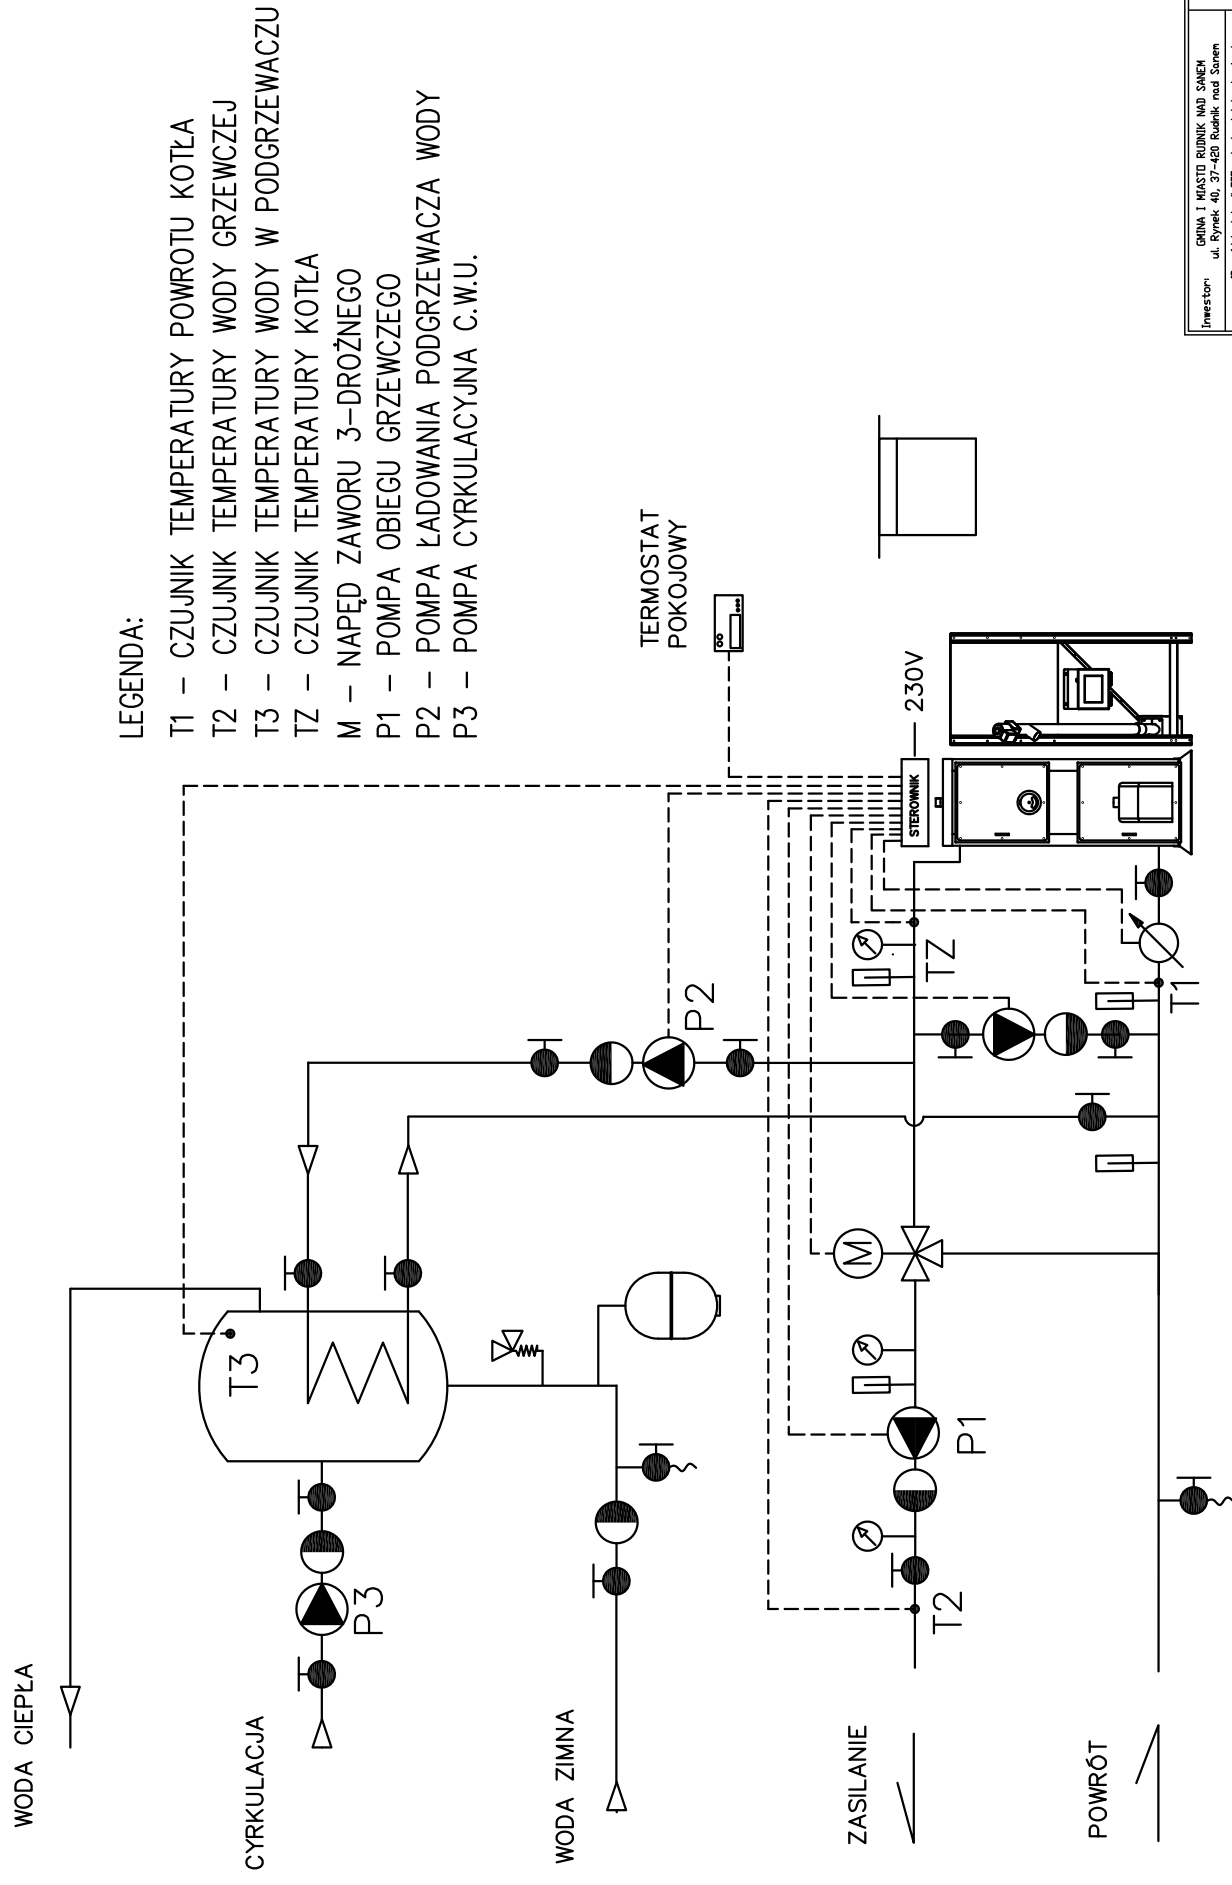 LEGENDA:
T1 – CZUJNIK TEMPERATURY POWROTU KOTŁA
T2 – CZUJNIK TEMPERATURY WODY GRZEWCZEJ
T3 – CZUJNIK TEMPERATURY WODY W PODGRZEWACZU
TZ – CZUJNIK TEMPERATURY KOTŁA
M – NAPĘD ZAWORU 3–DROŻNEGO
P1 – POMPA OBIEGU GRZEWCZEGO
P2 – POMPA ŁADOWANIA PODGRZEWACZA WODY
P3 – POMPA CYRKULACYJNA C.W.U.
WODA CIEPŁA
CYRKULACJA
WODA ZIMNA
ZASILANIE
POWRÓT
T3
P3
P2
TERMOSTAT
POKOJOWY
230V
STEROWNIK
M
TZ
T1
P1
T2
Inwestor:
GMINA I MIASTO RUDNIK NAD SANEM
ul. Rynek 40, 37-420 Rudnik nad Sanem